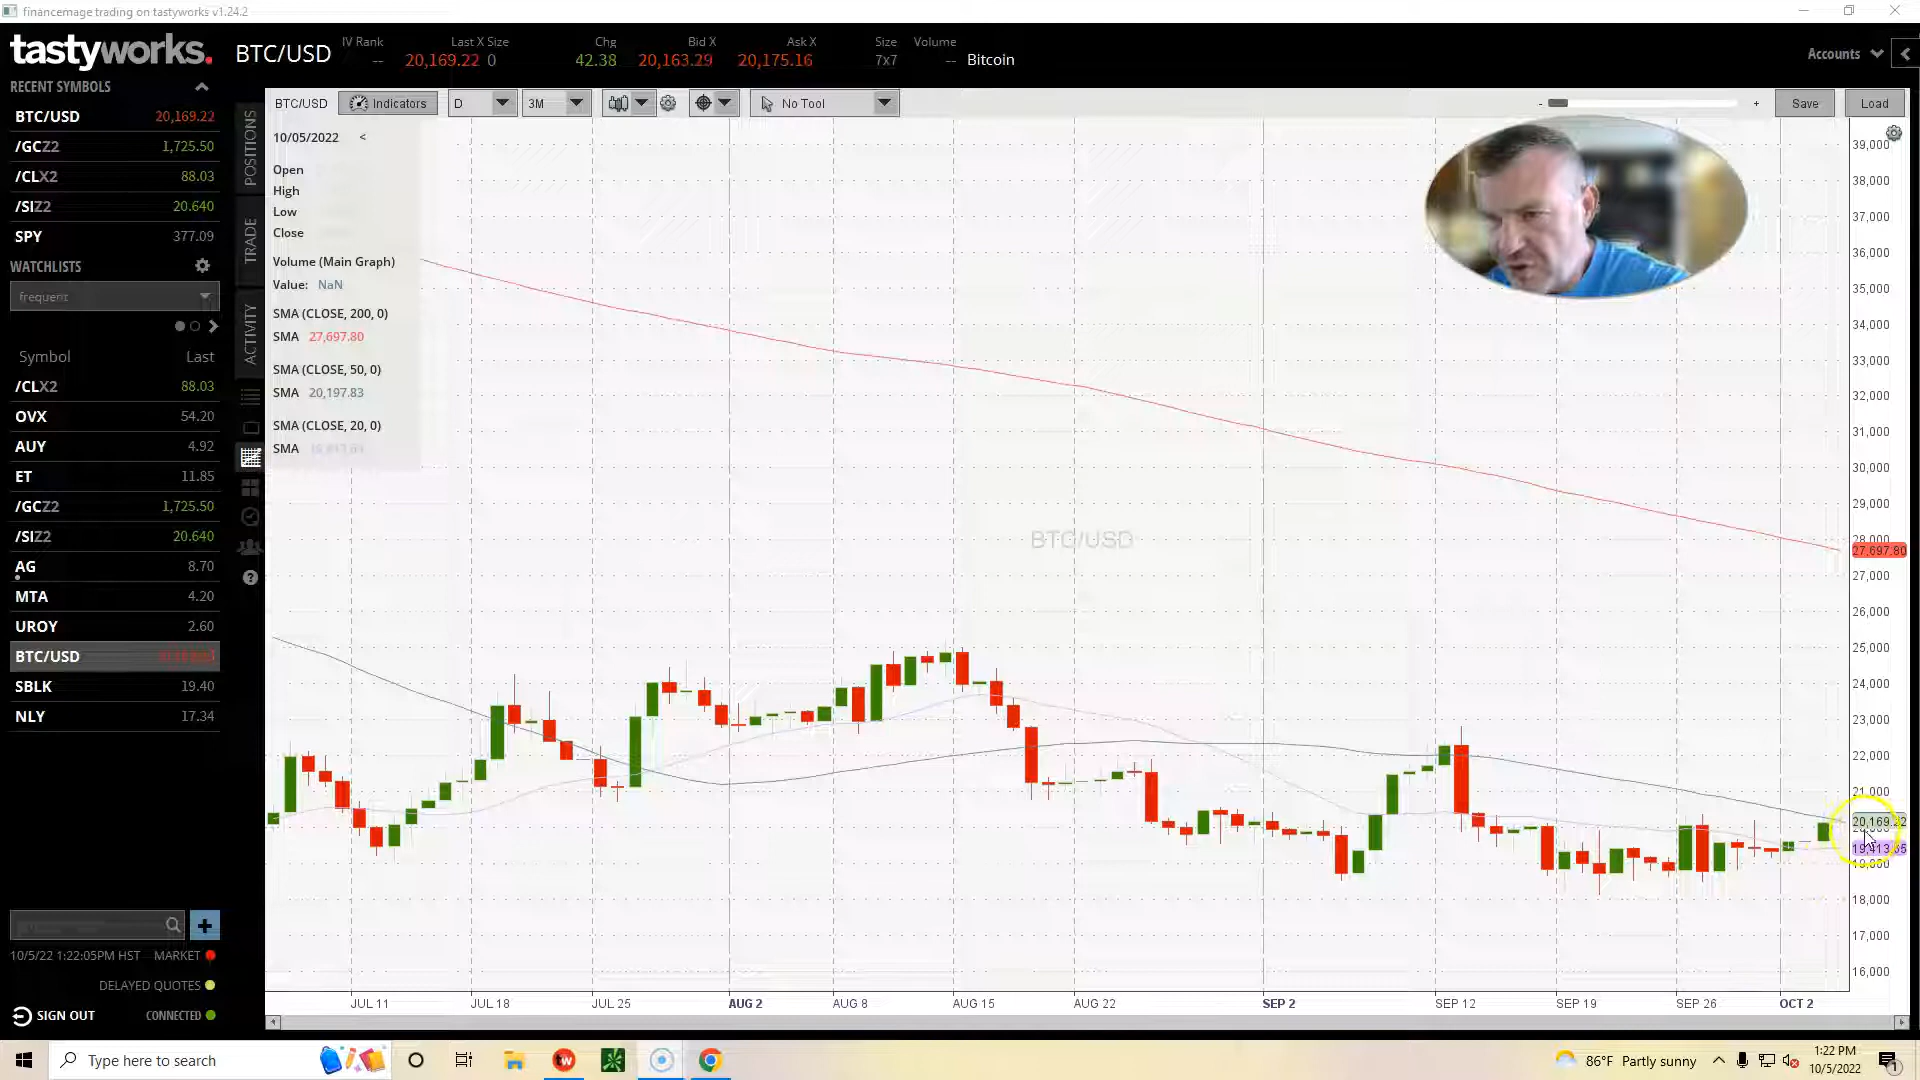 financemage trading on tastyworks v1.24.2
tastyworks.
BTC/USD
IV Rank
--
Last X Size
20,169.22 0
Chg
42.38
Bid X
20,163.29
Ask X
20,175.16
Size
7x7
Volume
--
Bitcoin
Accounts
RECENT SYMBOLS
BTC/USD 20,169.22
/GCZ2 1,725.50
/CLX2 88.03
/SIZ2 20.640
SPY 377.09
WATCHLISTS
frequent
Symbol Last
/CLX2 88.03
OVX 54.20
AUY 4.92
ET 11.85
/GCZ2 1,725.50
/SIZ2 20.640
AG 8.70
MTA 4.20
UROY 2.60
BTC/USD
SBLK 19.40
NLY 17.34
10/5/22 1:22:05PM HST MARKET
DELAYED QUOTES
SIGN OUT CONNECTED
POSITIONS
TRADE
ACTIVITY
BTC/USD Indicators D 3M No Tool - + Save Load
10/05/2022 <
Open
High
Low
Close
Volume (Main Graph)
Value: NaN
SMA (CLOSE, 200, 0)
SMA 27,697.80
SMA (CLOSE, 50, 0)
SMA 20,197.83
SMA (CLOSE, 20, 0)
SMA
BTC/USD
39,000
38,000
37,000
36,000
35,000
34,000
33,000
32,000
31,000
30,000
29,000
28,000
27,697.80
27,000
26,000
25,000
24,000
23,000
22,000
21,000
20,169.22
18,000
17,000
16,000
JUL 11 JUL 18 JUL 25 AUG 2 AUG 8 AUG 15 AUG 22 SEP 2 SEP 12 SEP 19 SEP 26 OCT 2
Type here to search
86°F Partly sunny
1:22 PM
10/5/2022